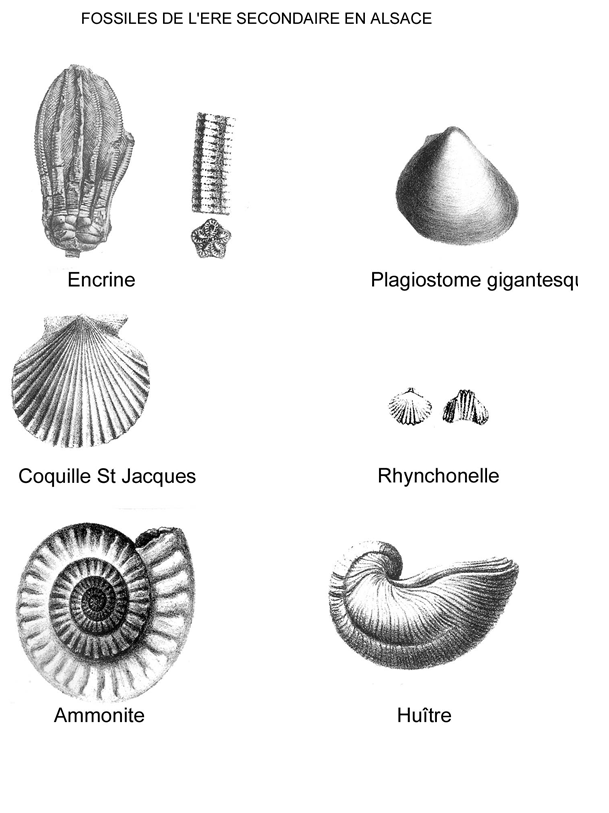 FOSSILES DE L'ERE SECONDAIRE EN ALSACE
Encrine
Plagiostome gigantesqu
Coquille St Jacques
Rhynchonelle
Ammonite
Huître